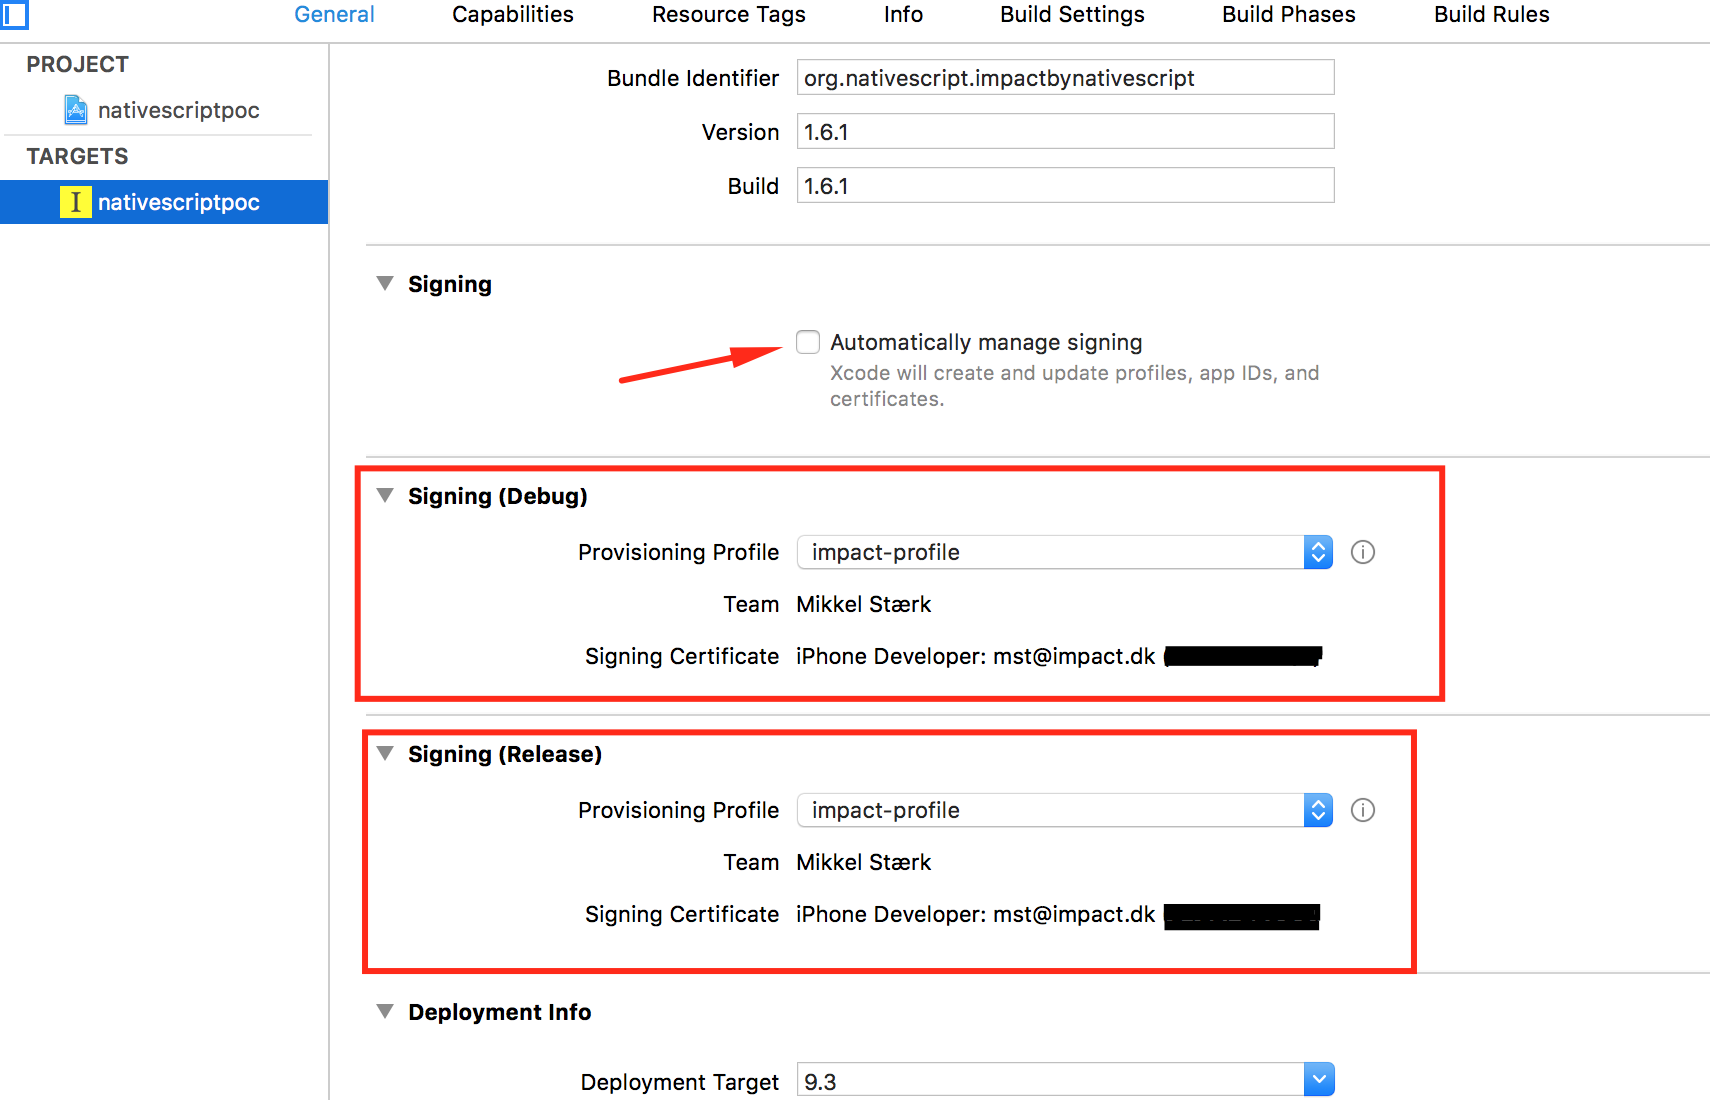 General Capabilities Resource Tags Info Build Settings Build Phases Build Rules
PROJECT
nativescriptpoc
TARGETS
I nativescriptpoc
Bundle Identifier org.nativescript.impactbynativescript
Version 1.6.1
Build 1.6.1
Signing
Automatically manage signing
Xcode will create and update profiles, app IDs, and
certificates.
Signing (Debug)
Provisioning Profile impact-profile
Team Mikkel Stærk
Signing Certificate iPhone Developer: mst@impact.dk (
Signing (Release)
Provisioning Profile impact-profile
Team Mikkel Stærk
Signing Certificate iPhone Developer: mst@impact.dk
Deployment Info
Deployment Target 9.3